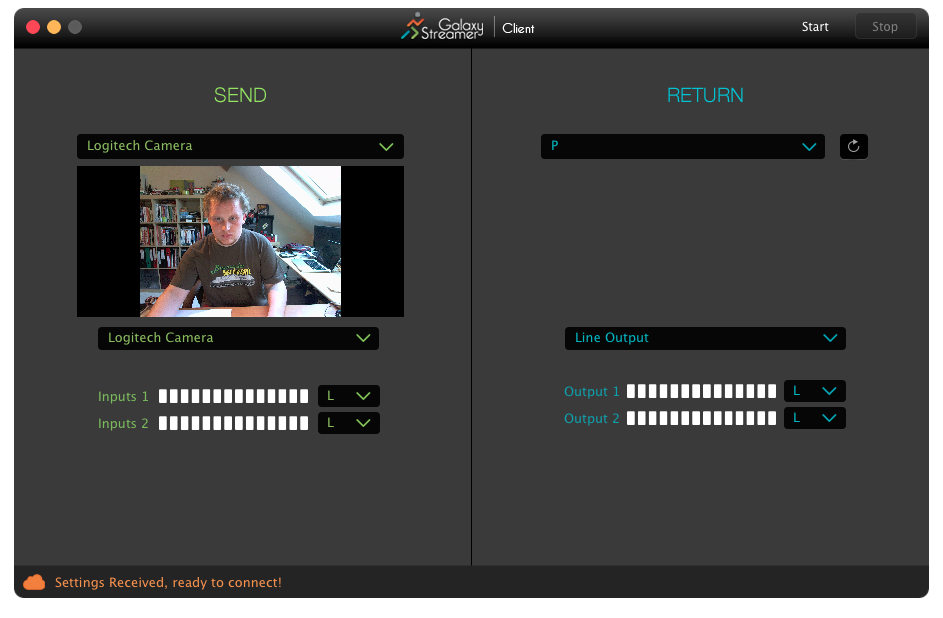 Galaxy
Streamer
Client
Start
Stop
SEND
RETURN
Logitech Camera
P
Logitech Camera
Line Output
Inputs 1
L
Inputs 2
L
Output 1
L
Output 2
L
Settings Received, ready to connect!